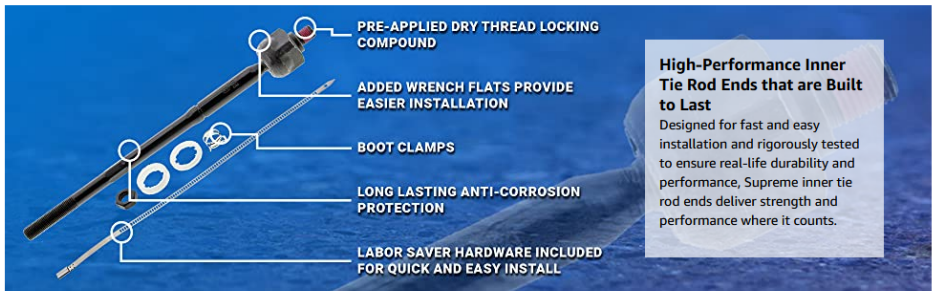 PRE-APPLIED DRY THREAD LOCKING
COMPOUND
ADDED WRENCH FLATS PROVIDE
EASIER INSTALLATION
BOOT CLAMPS
LONG LASTING ANTI-CORROSION
PROTECTION
LABOR SAVER HARDWARE INCLUDED
FOR QUICK AND EASY INSTALL
High-Performance Inner
Tie Rod Ends that are Built
to Last
Designed for fast and easy
installation and rigorously tested
to ensure real-life durability and
performance, Supreme inner tie
rod ends deliver strength and
performance where it counts.